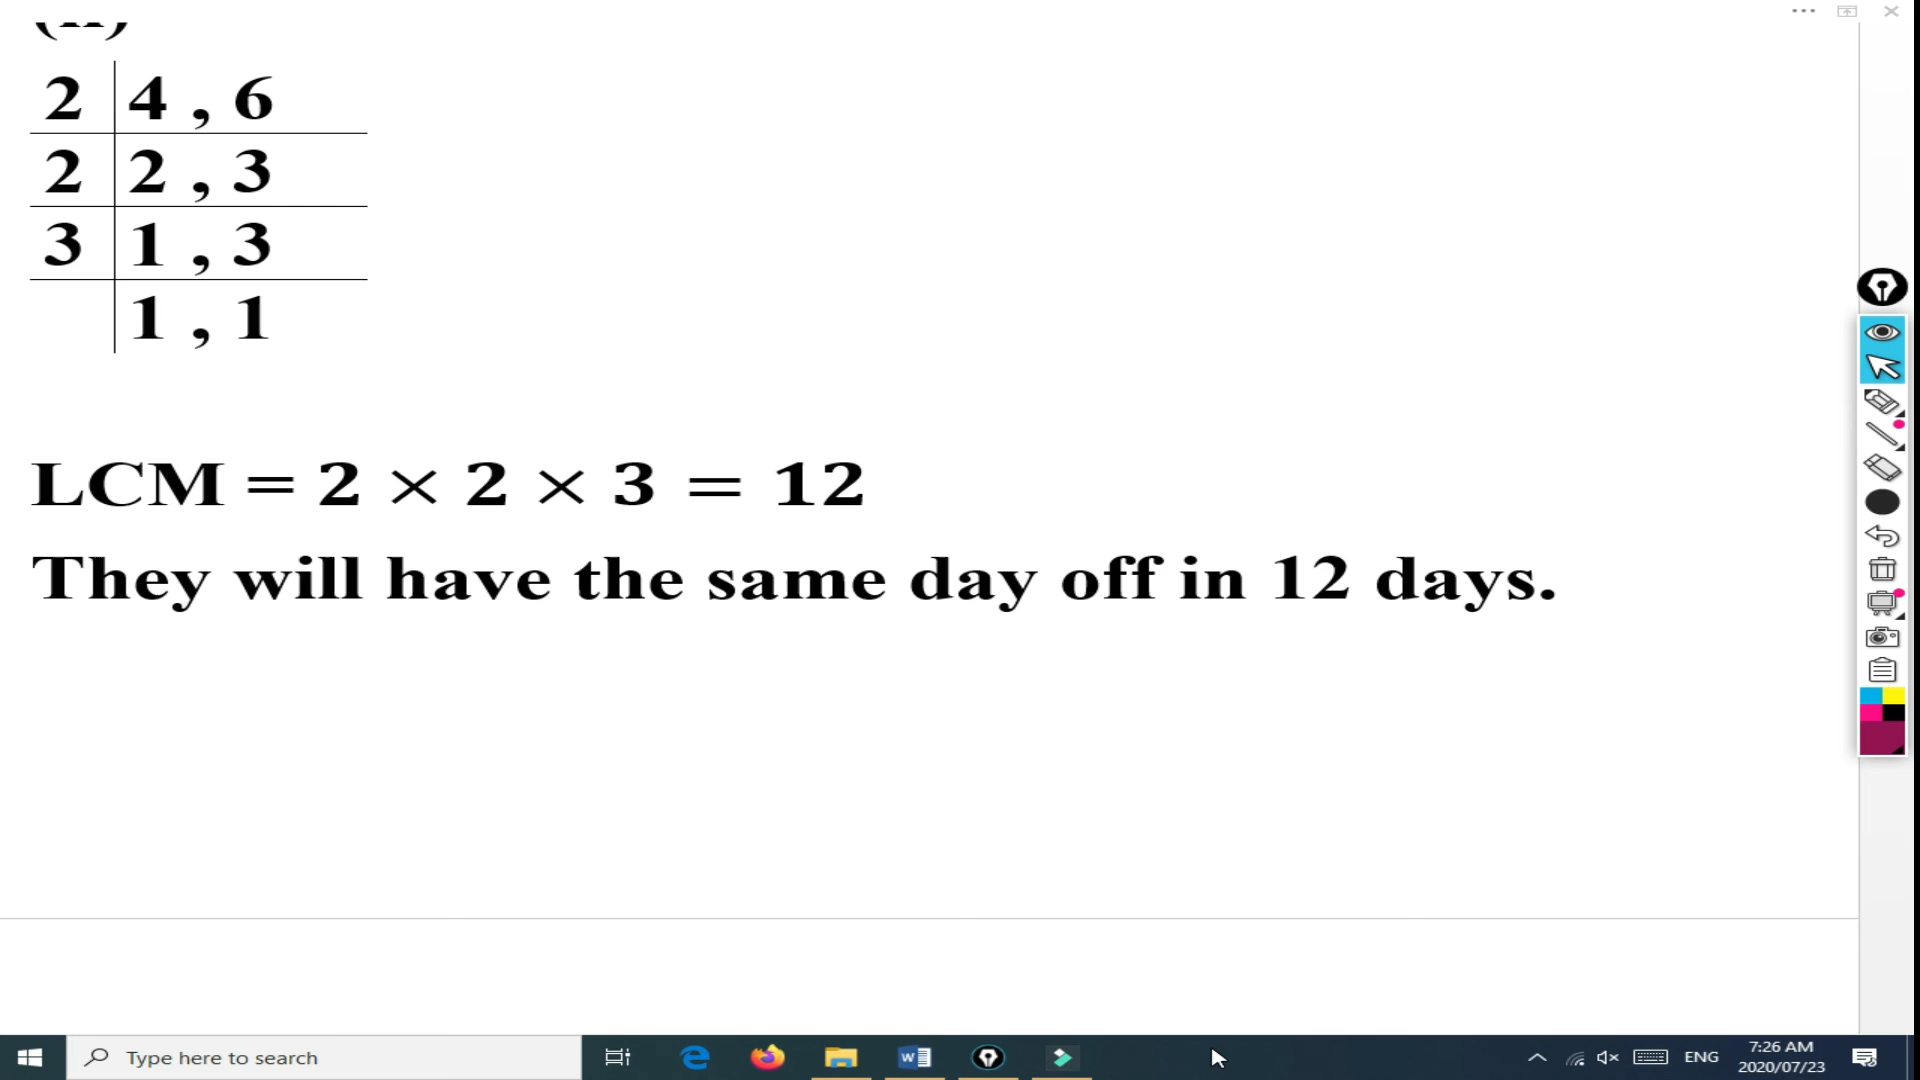 2 4 , 6
2 2 , 3
3 1 , 3
1 , 1
LCM = 2 × 2 × 3 = 12
They will have the same day off in 12 days.
Type here to search
ENG
7:26 AM
2020/07/23